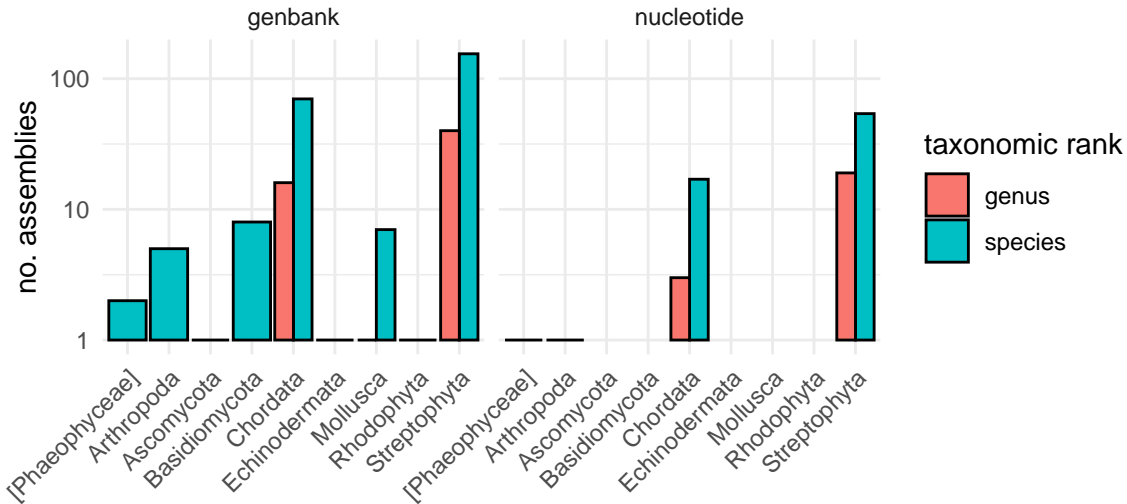 genbank
nucleotide
no. assemblies
100
10
1
[Phaeophyceae]
Arthropoda
Ascomycota
Basidiomycota
Chordata
Echinodermata
Mollusca
Rhodophyta
Streptophyta
[Phaeophyceae]
Arthropoda
Ascomycota
Basidiomycota
Chordata
Echinodermata
Mollusca
Rhodophyta
Streptophyta
taxonomic rank
genus
species